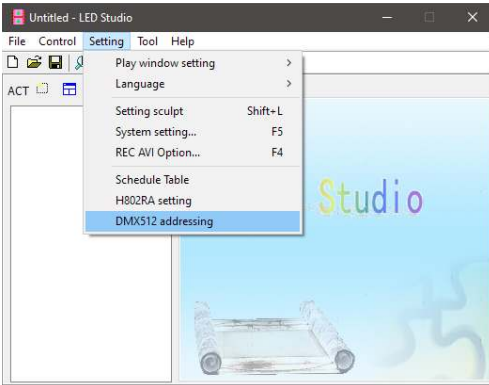 Untitled - LED Studio
File Control Setting Tool Help
ACT
Play window setting
Language
Setting sculpt Shift+L
System setting... F5
REC AVI Option... F4
Schedule Table
H802RA setting
DMX512 addressing
Studio